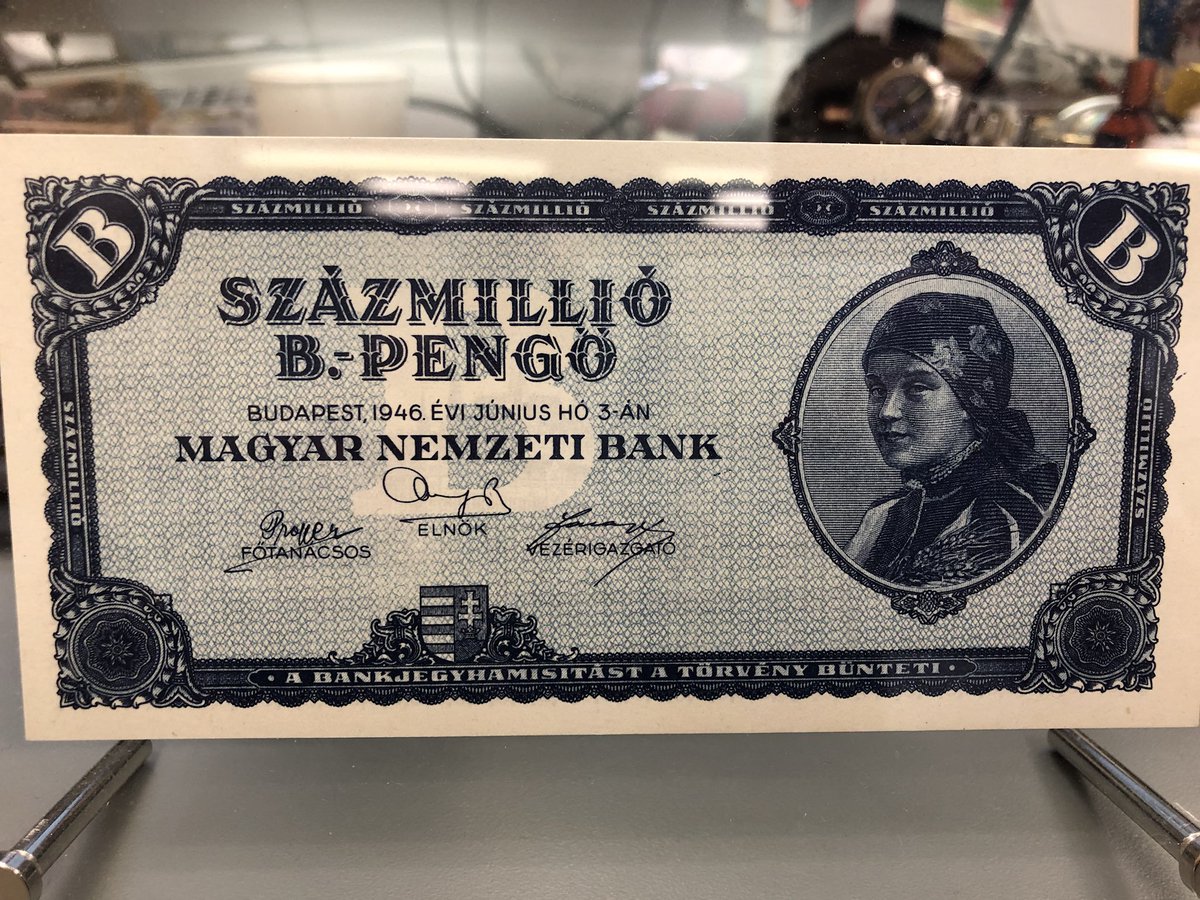 SZÁZMILLIÓ SZÁZMILLIÓ SZÁZMILLIÓ SZÁZMILLIÓ
B
B
SZÁZMILLIÓ
B.-PENGŐ
BUDAPEST, 1946. ÉVI JÚNIUS HÓ 3-ÁN
MAGYAR NEMZETI BANK
B
ELNÖK
FŐTANÁCSOS
VEZÉRIGAZGATÓ
SZÁZMILLIÓ
SZÁZMILLIÓ
· A BANKJEGYHAMISITÁST A TÖRVÉNY BÜNTETI ·